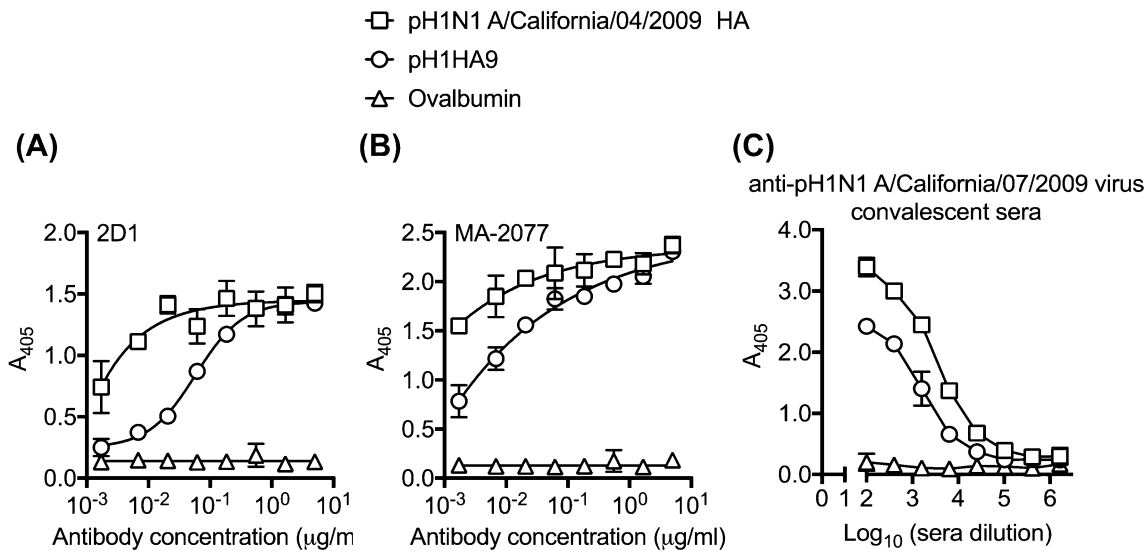 pH1N1 A/California/04/2009 HA
pH1HA9
Ovalbumin
(A)
2D1
2.0
1.5
1.0
0.5
0.0
A405
10-3
10-2
10-1
100
101
Antibody concentration (μg/m
(B)
MA-2077
2.5
2.0
1.5
1.0
0.5
0.0
A405
10-3
10-2
10-1
100
101
Antibody concentration (μg/ml)
(C)
anti-pH1N1 A/California/07/2009 virus
convalescent sera
4.0
3.0
2.0
1.0
0.0
A405
0 1 2 3 4 5 6
Log10 (sera dilution)